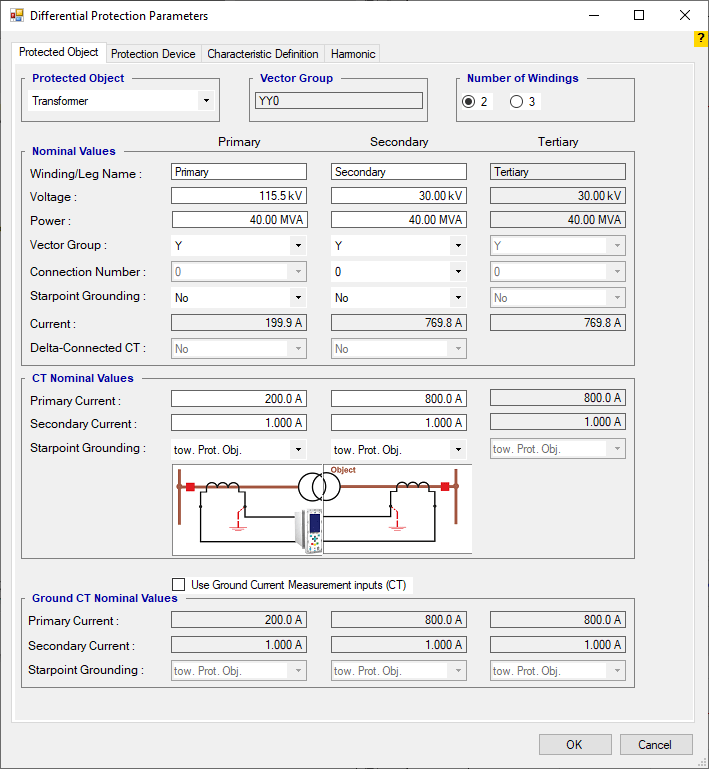 Differential Protection Parameters
?
Protected Object Protection Device Characteristic Definition Harmonic
Protected Object Vector Group Number of Windings
Transformer YY0 2 3
Primary Secondary Tertiary
Nominal Values
Winding/Leg Name : Primary Secondary Tertiary
Voltage : 115.5 kV 30.00 kV 30.00 kV
Power : 40.00 MVA 40.00 MVA 40.00 MVA
Vector Group : Y Y Y
Connection Number : 0 0 0
Starpoint Grounding : No No No
Current : 199.9 A 769.8 A 769.8 A
Delta-Connected CT : No No
CT Nominal Values
Primary Current : 200.0 A 800.0 A 800.0 A
Secondary Current : 1.000 A 1.000 A 1.000 A
Starpoint Grounding : tow. Prot. Obj. tow. Prot. Obj. tow. Prot. Obj.
Object
Use Ground Current Measurement inputs (CT)
Ground CT Nominal Values
Primary Current : 200.0 A 800.0 A 800.0 A
Secondary Current : 1.000 A 1.000 A 1.000 A
Starpoint Grounding : tow. Prot. Obj. tow. Prot. Obj. tow. Prot. Obj.
OK Cancel